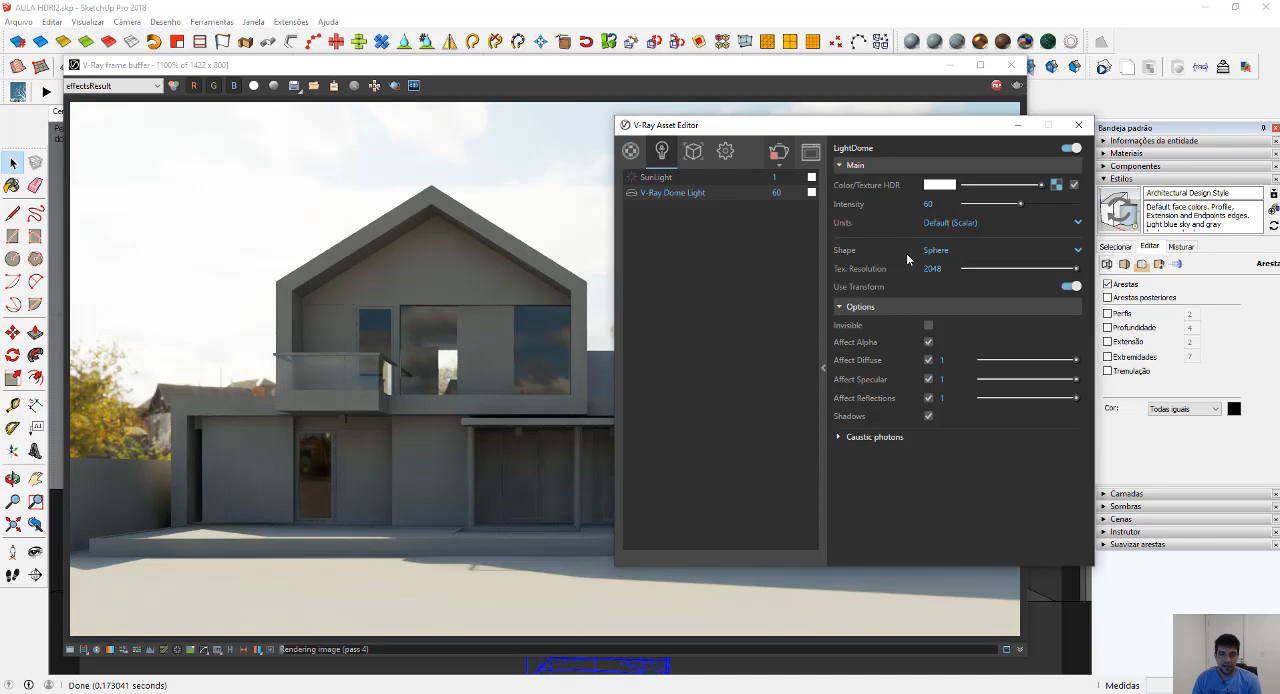 AULA HDRI2.skp - SketchUp Pro 2018
Arquivo Editar Visualizar Câmera Desenho Ferramentas Janela Extensões Ajuda
V-Ray frame buffer - [100% of 1422 x 800]
effectsResult
R G B
V-Ray Asset Editor
SunLight 1
V-Ray Dome Light 60
LightDome
Main
Color/Texture HDR
Intensity 60
Units Default (Scalar)
Shape Sphere
Tex. Resolution 2048
Use Transform
Options
Invisible
Affect Alpha
Affect Diffuse 1
Affect Specular 1
Affect Reflections 1
Shadows
Caustic photons
Bandeja padrão
Informações da entidade
Materiais
Componentes
Estilos
Architectural Design Style
Default face colors. Profile,
Extension and Endpoints edges.
Light blue sky and gray
Selecionar Editar Misturar
Aresta
Arestas
Arestas posteriores
Perfis 2
Profundidade 4
Extensão 2
Extremidades 7
Tremulação
Cor: Todas iguais
Camadas
Sombras
Cenas
Instrutor
Suavizar arestas
Rendering image (pass 4)
Done (0.173041 seconds)
Medidas